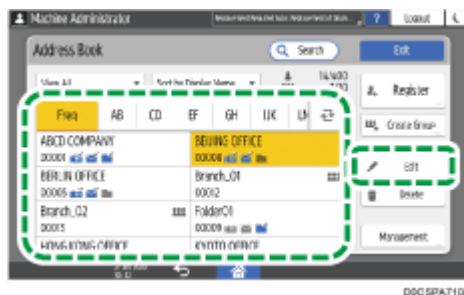 Machine Administrator
? Logout
Address Book
Search
Exit
View All
Sort by Display Name
Register
Freq AB CD EF GH IJK
Create Group
ABCD COMPANY
00001
BEIJING OFFICE
00008
Edit
BERLIN OFFICE
00005
Branch_01
00012
Delete
Branch_02
00015
Folder01
00009
Management
HONG KONG OFFICE
KYOTO OFFICE
D0CSPA710